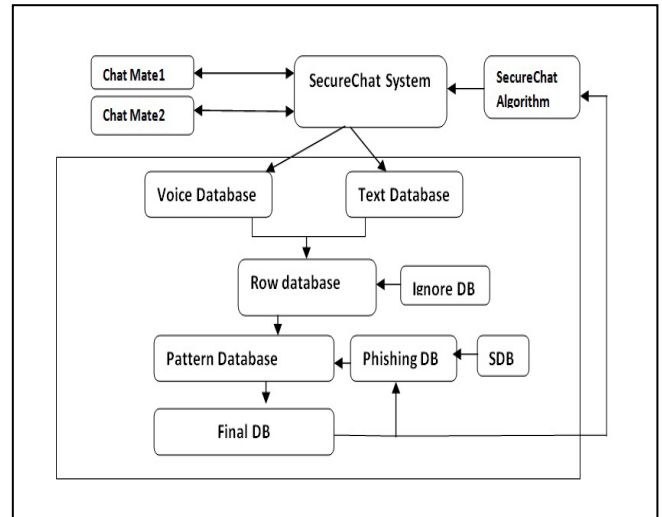 Chat Mate1
SecureChat System
SecureChat
Algorithm
Chat Mate2
Voice Database
Text Database
Row database
Ignore DB
Pattern Database
Phishing DB
SDB
Final DB